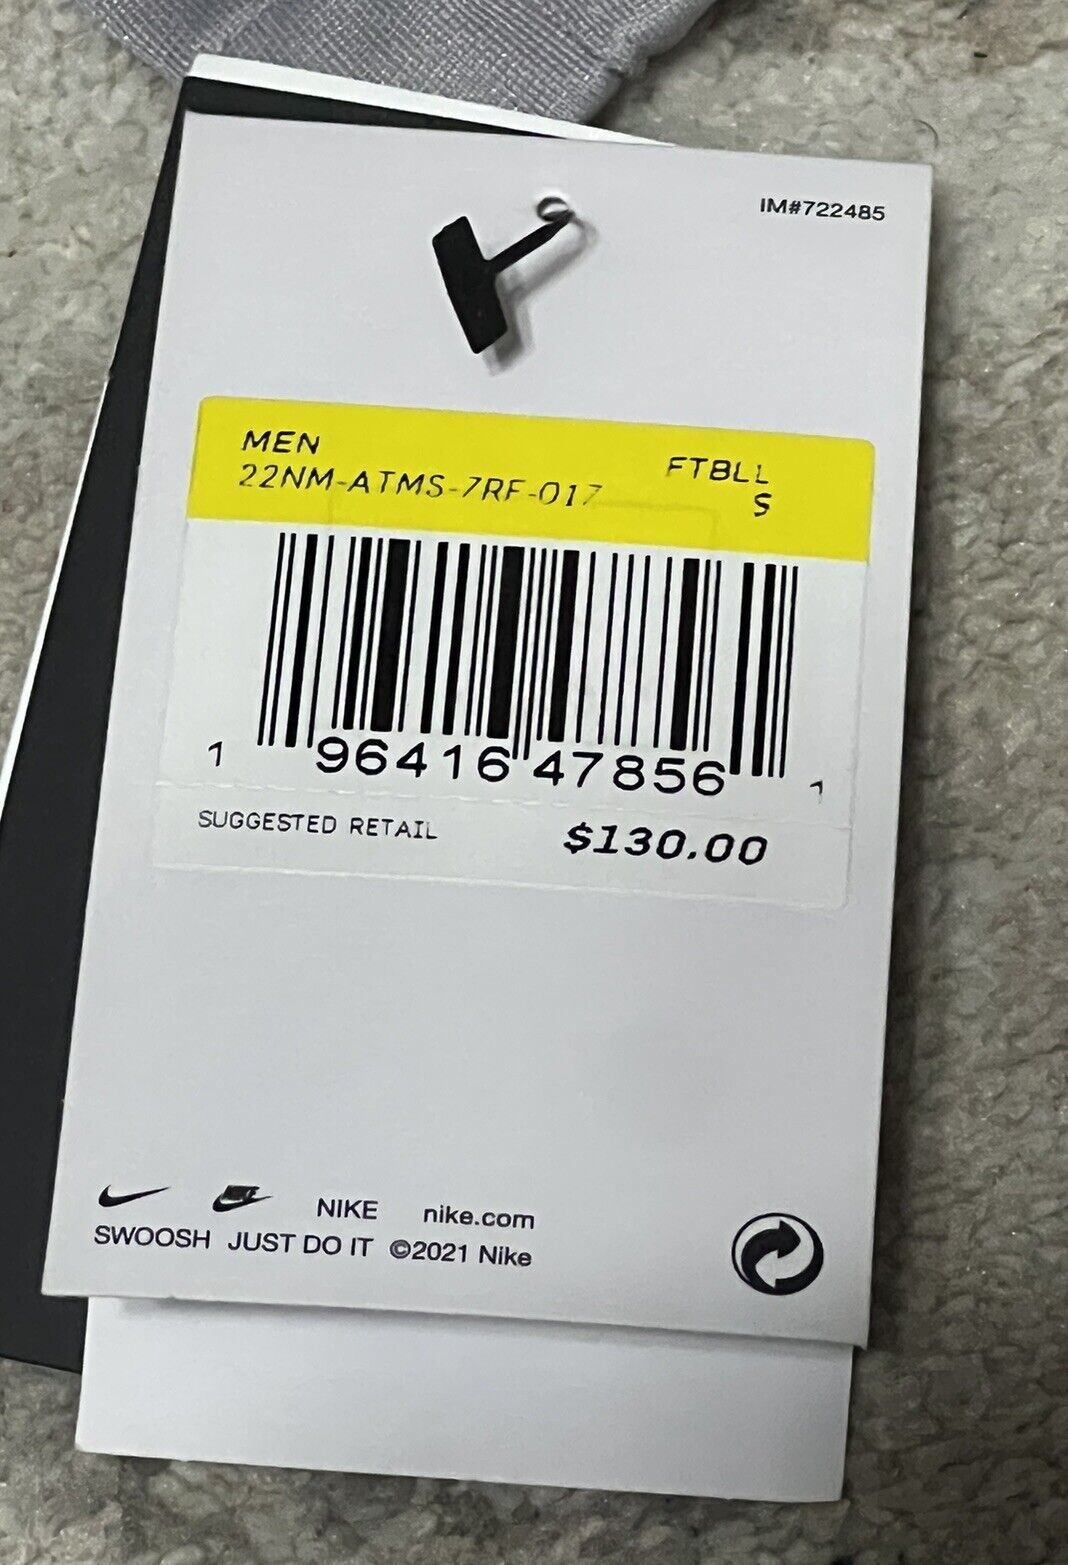 IM#722485
MEN FTBLL
22NM-ATMS-7RF-017 S
1 96416 47856 1
SUGGESTED RETAIL $130.00
NIKE nike.com
SWOOSH JUST DO IT ©2021 Nike